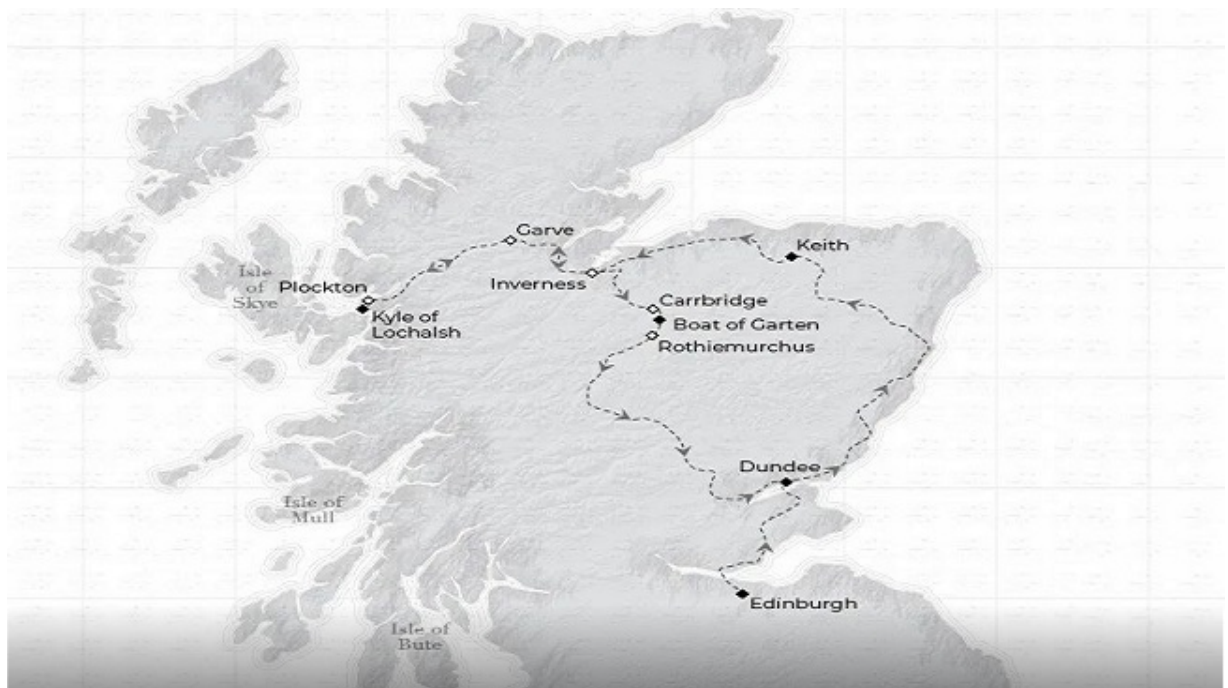 Garve
Keith
Isle
of
Skye
Plockton
Inverness
Kyle of
Lochalsh
Carrbridge
Boat of Garten
Rothiemurchus
Dundee
Isle of
Mull
Edinburgh
Isle of
Bute